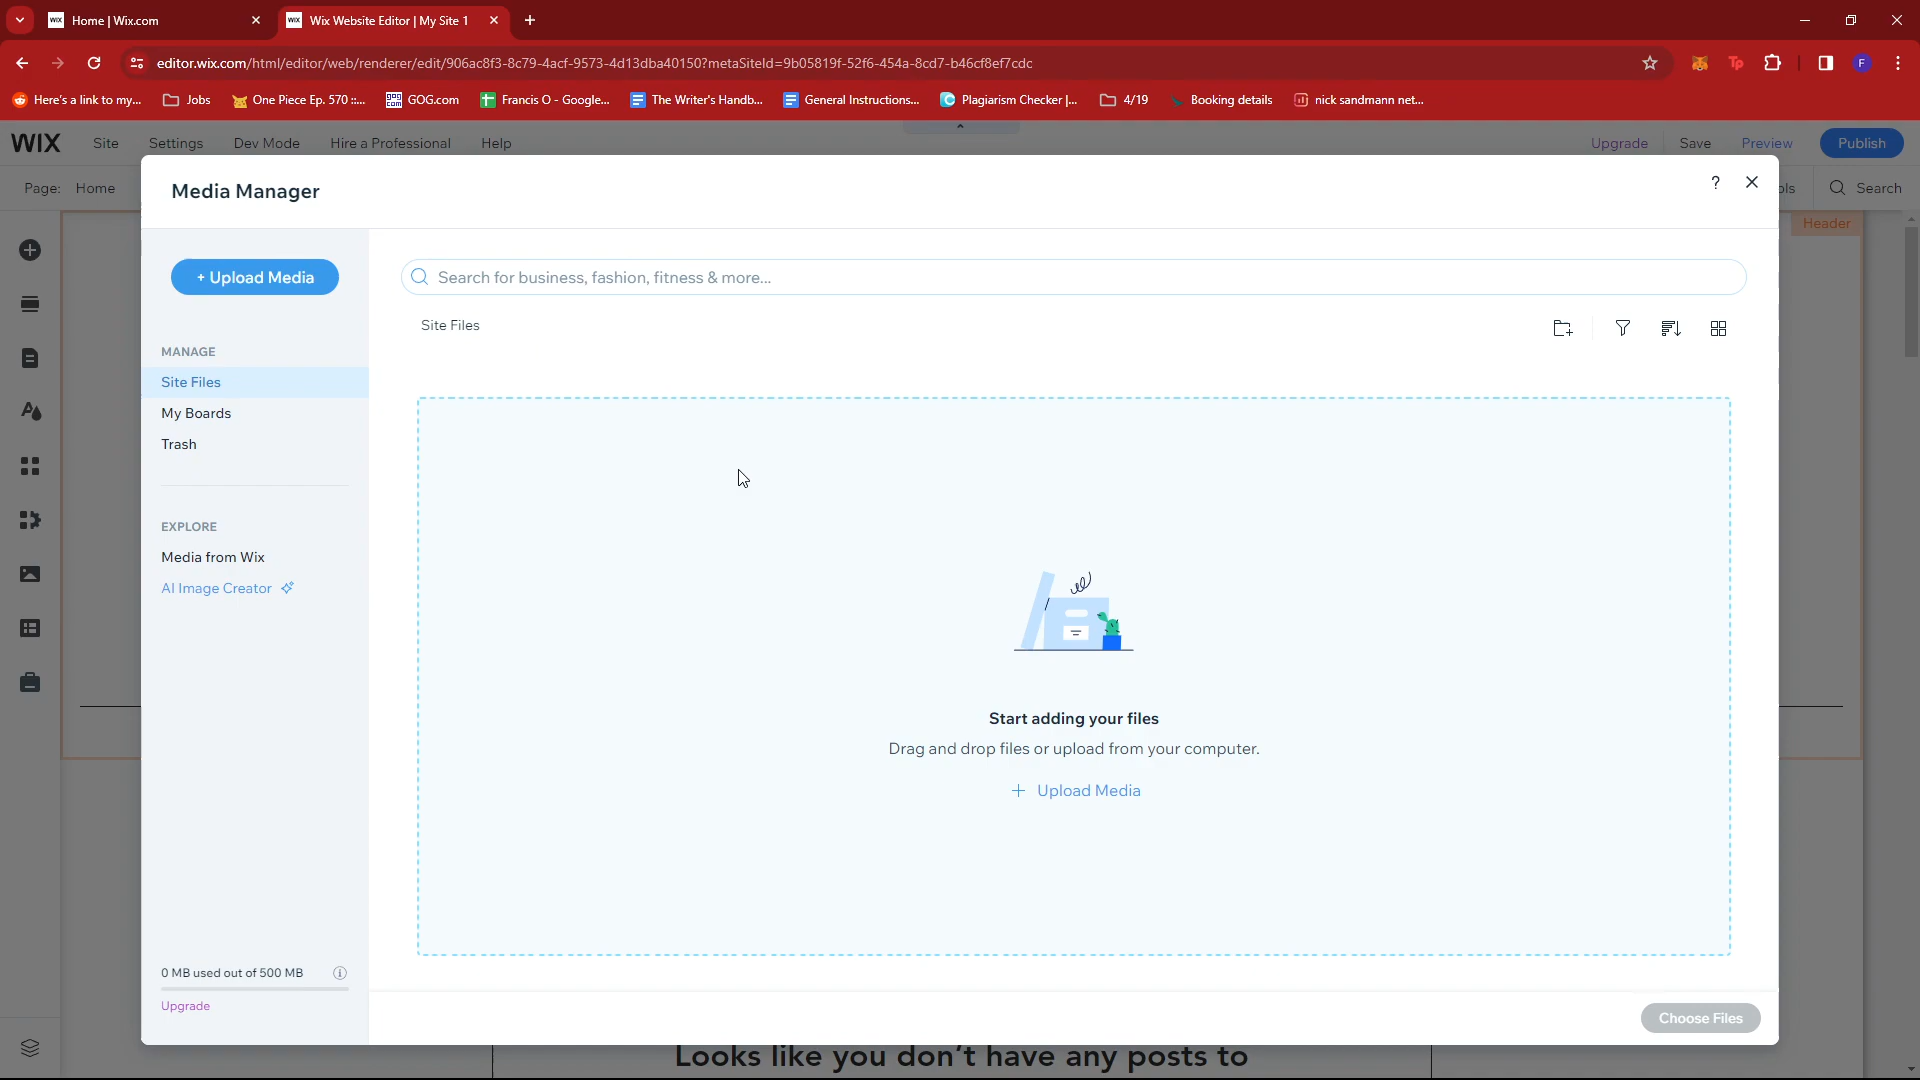 Home | Wix.com
Wix Website Editor | My Site 1
editor.wix.com/html/editor/web/renderer/edit/906ac8f3-8c79-4acf-9573-4d13dba40150?metaSiteId=9b05819f-52f6-454a-8cd7-b46cf8ef7cdc
Here's a link to my...
Jobs
One Piece Ep. 570 ::...
GOG.com
Francis O - Google...
The Writer's Handb...
General Instructions...
Plagiarism Checker |...
4/19
Booking details
nick sandmann net...
WIX
Site
Settings
Dev Mode
Hire a Professional
Help
Upgrade
Save
Preview
Publish
Page: Home
Search
Header
Media Manager
?
+ Upload Media
Search for business, fashion, fitness & more...
Site Files
MANAGE
Site Files
My Boards
Trash
EXPLORE
Media from Wix
AI Image Creator
Start adding your files
Drag and drop files or upload from your computer.
+ Upload Media
0 MB used out of 500 MB
Upgrade
Choose Files
Looks like you don't have any posts to